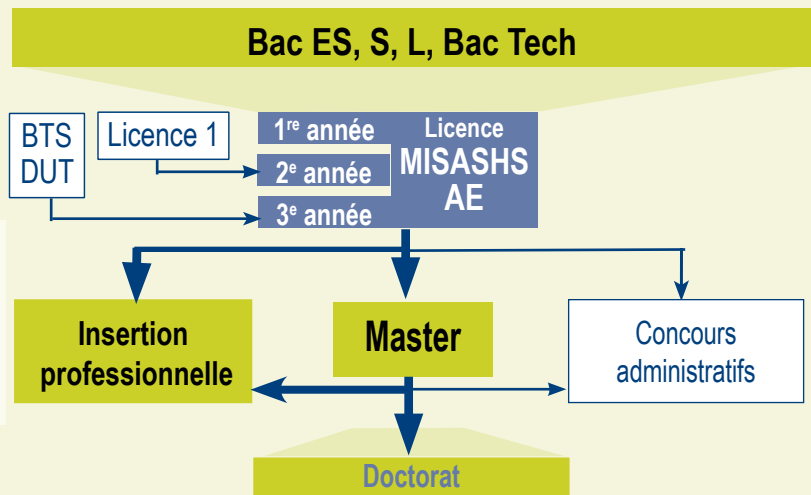 Bac ES, S, L, Bac Tech
BTS
DUT
Licence 1
1re année
2e année
3e année
Licence
MISASHS
AE
Insertion
professionnelle
Master
Concours
administratifs
Doctorat